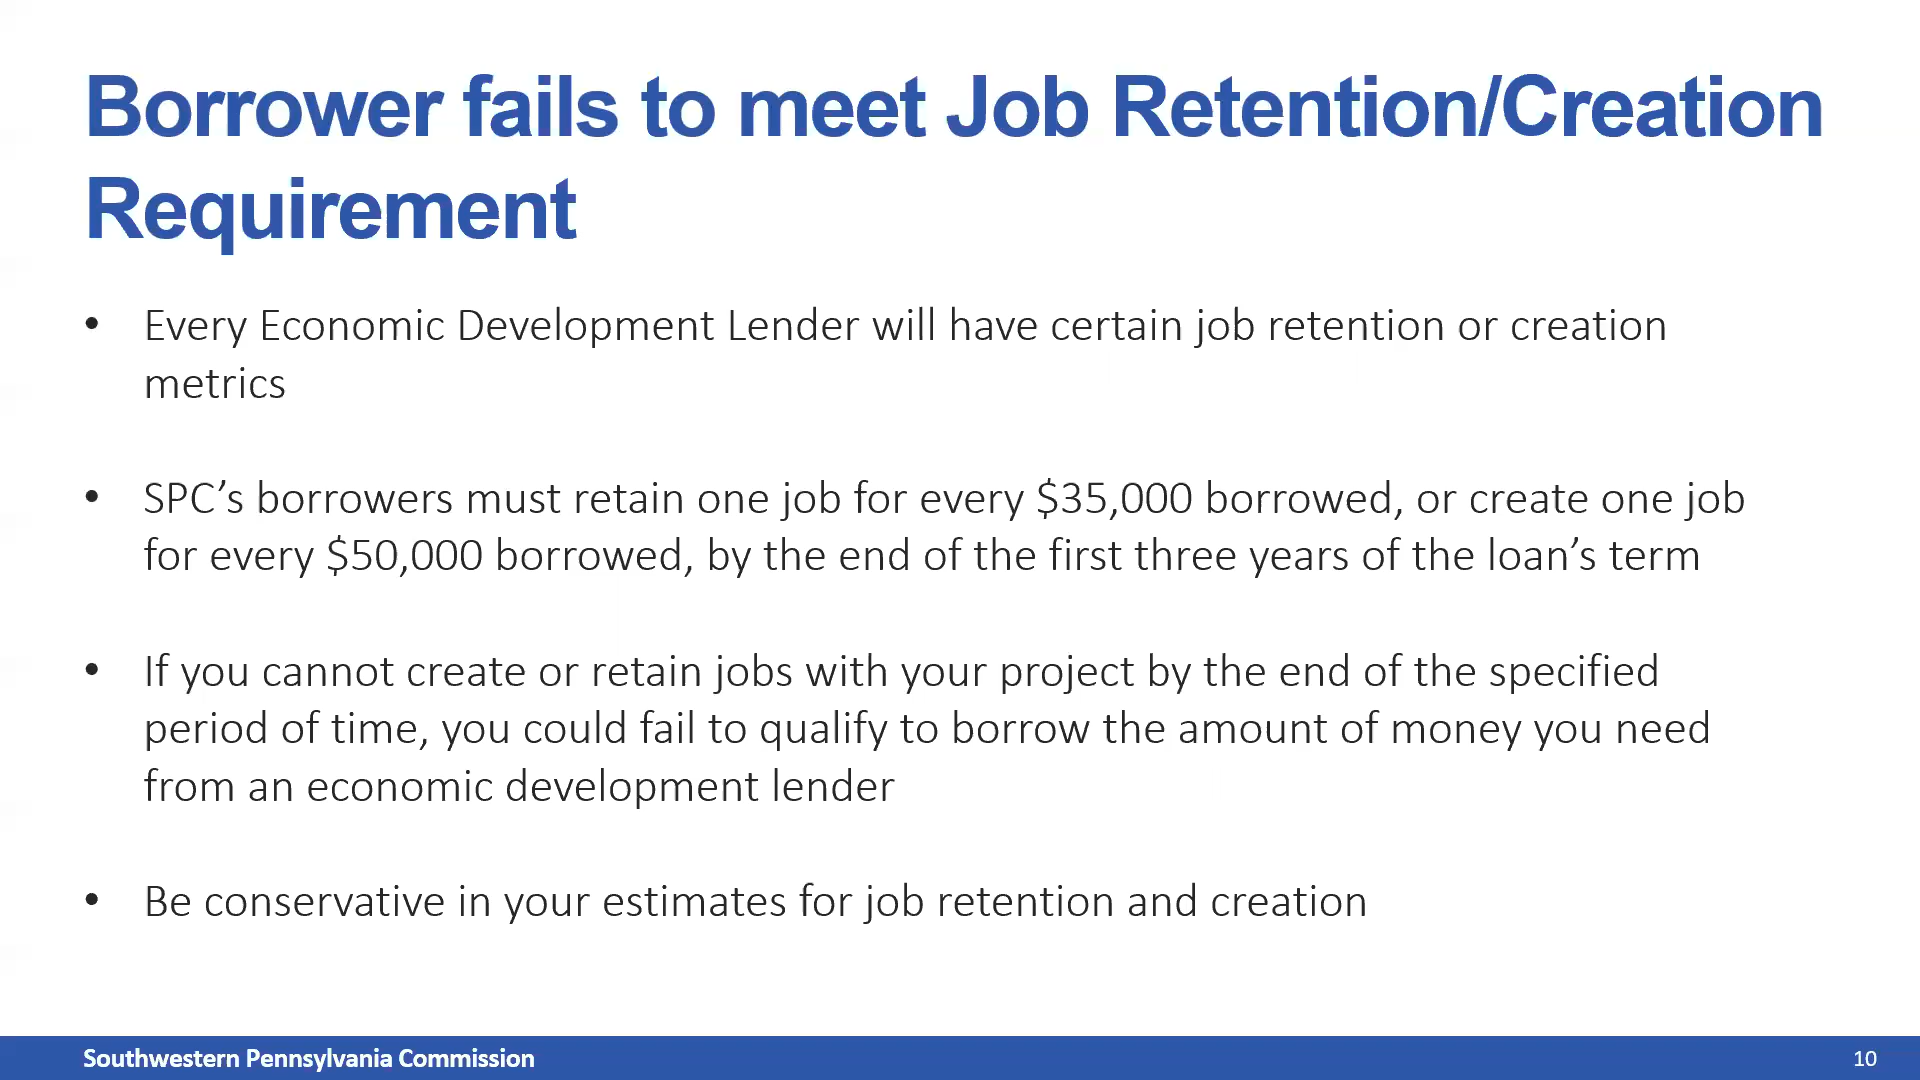 Borrower fails to meet Job Retention/Creation
Requirement
• Every Economic Development Lender will have certain job retention or creation
metrics
• SPC’s borrowers must retain one job for every $35,000 borrowed, or create one job
for every $50,000 borrowed, by the end of the first three years of the loan’s term
• If you cannot create or retain jobs with your project by the end of the specified
period of time, you could fail to qualify to borrow the amount of money you need
from an economic development lender
• Be conservative in your estimates for job retention and creation
Southwestern Pennsylvania Commission
10